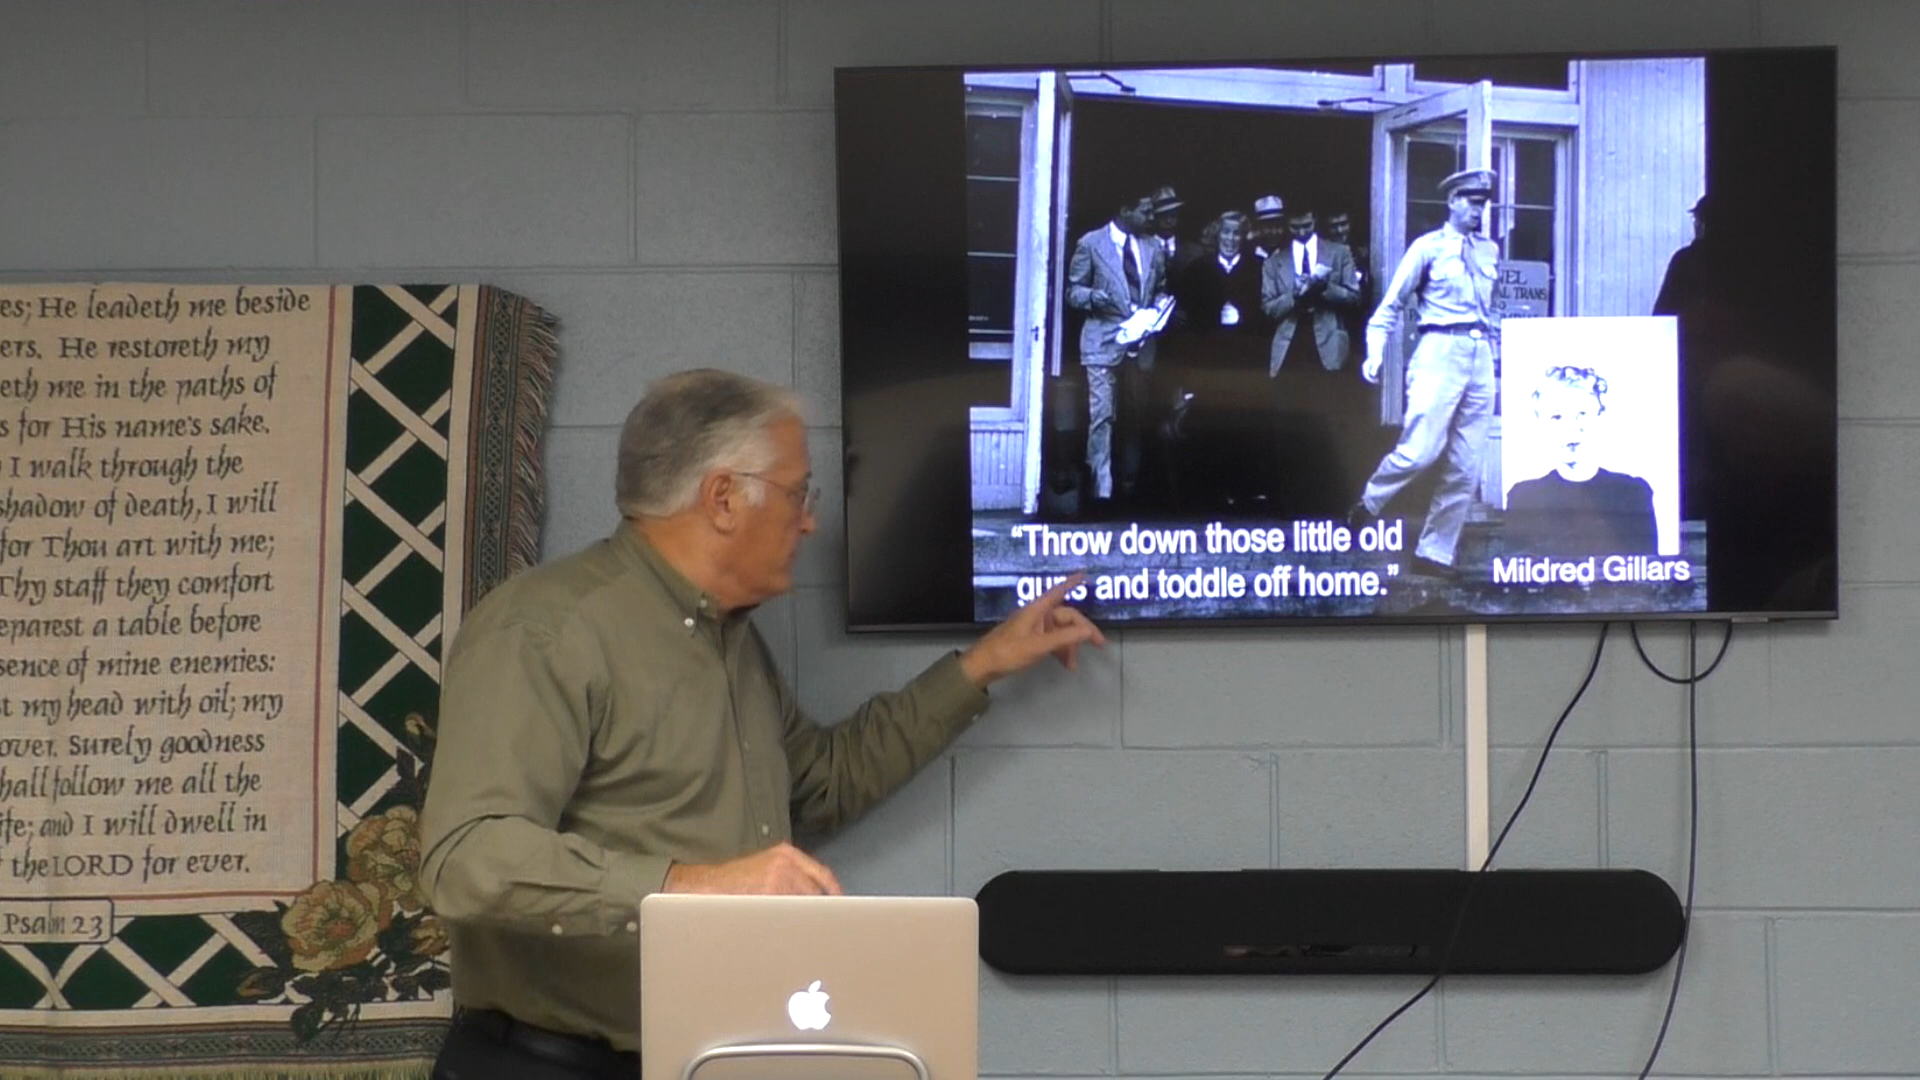 es; He leadeth me beside
ers. He restoreth my
eth me in the paths of
s for His name's sake.
I walk through the
shadow of death, I will
for Thou art with me;
Thy staff they comfort
eparest a table before
sence of mine enemies:
t my head with oil; my
over. Surely goodness
hall follow me all the
ife; and I will dwell in
the LORD for ever.
Psalm 23
NEL
AL TRANS
“Throw down those little old
guns and toddle off home.”
Mildred Gillars